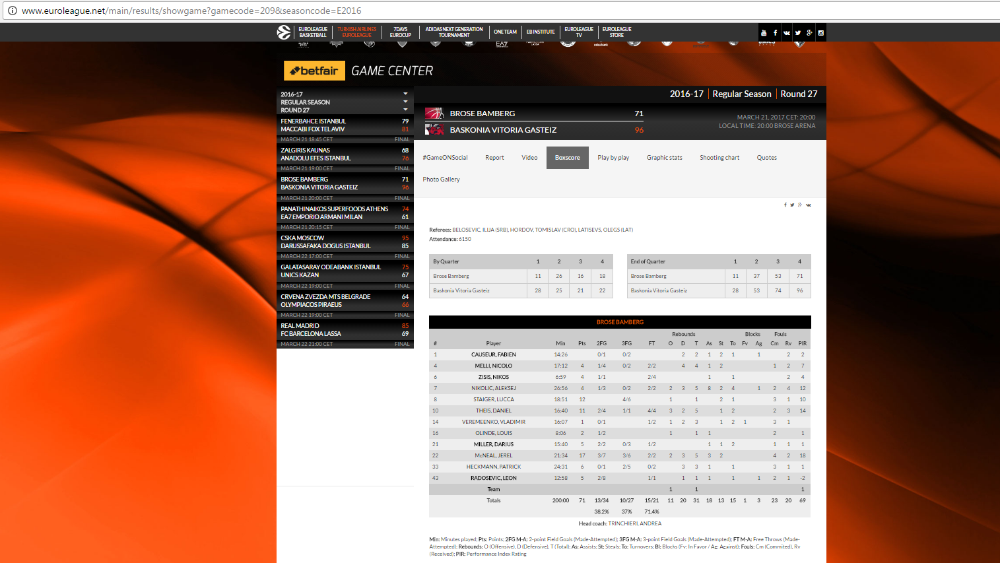 www.euroleague.net/main/results/showgame?gamecode=209&seasoncode=E2016
EUROLEAGUE BASKETBALL
TURKISH AIRLINES EUROLEAGUE
7DAYS EUROCUP
ADIDAS NEXT GENERATION TOURNAMENT
ONE TEAM
EB INSTITUTE
EUROLEAGUE TV
EUROLEAGUE STORE
betfair GAME CENTER
2016-17
REGULAR SEASON
ROUND 27
FENERBAHCE ISTANBUL 79
MACCABI FOX TEL AVIV 81
MARCH 21 18:45 CET FINAL
ZALGIRIS KAUNAS 68
ANADOLU EFES ISTANBUL 76
MARCH 21 19:00 CET FINAL
BROSE BAMBERG 71
BASKONIA VITORIA GASTEIZ 96
MARCH 21 20:00 CET FINAL
PANATHINAIKOS SUPERFOODS ATHENS 74
EA7 EMPORIO ARMANI MILAN 61
MARCH 21 20:15 CET FINAL
CSKA MOSCOW 95
DARUSSAFAKA DOGUS ISTANBUL 85
MARCH 22 17:00 CET FINAL
GALATASARAY ODEABANK ISTANBUL 75
UNICS KAZAN 67
MARCH 22 19:00 CET FINAL
CRVENA ZVEZDA MTS BELGRADE 64
OLYMPIACOS PIRAEUS 66
MARCH 22 19:00 CET FINAL
REAL MADRID 85
FC BARCELONA LASSA 69
MARCH 22 21:00 CET FINAL
2016-17 Regular Season Round 27
BROSE BAMBERG 71
BASKONIA VITORIA GASTEIZ 96
MARCH 21, 2017 CET: 20:00
LOCAL TIME: 20:00 BROSE ARENA
#GameONSocial Report Video Boxscore Play by play Graphic stats Shooting chart Quotes
Photo Gallery
Referees: BELOSEVIC, ILIJA (SRB), HORDOV, TOMISLAV (CRO), LATISEVS, OLEGS (LAT)
Attendance: 6150
By Quarter 1 2 3 4
Brose Bamberg 11 26 16 18
Baskonia Vitoria Gasteiz 28 25 21 22
End of Quarter 1 2 3 4
Brose Bamberg 11 37 53 71
Baskonia Vitoria Gasteiz 28 53 74 96
BROSE BAMBERG
Rebounds Blocks Fouls
# Player Min Pts 2FG 3FG FT O D T As St To Fv Ag Cm Rv PIR
1 CAUSEUR, FABIEN 14:26 0/1 0/2 2 2 1 2 1 1 2 2
4 MELLI, NICOLO 17:12 4 1/4 0/2 2/2 4 4 1 2 1 2 7
6 ZISIS, NIKOS 6:59 4 1/1 2/4 1 1 2 4
7 NIKOLIC, ALEKSEJ 26:56 4 1/3 0/2 2/2 2 3 5 8 2 4 1 2 4 12
8 STAIGER, LUCCA 18:51 12 4/6 1 1 2 1 3 1 10
10 THEIS, DANIEL 16:40 11 2/4 1/1 4/4 3 2 5 1 2 2 3 14
14 VEREMEENKO, VLADIMIR 16:07 1 0/1 1/2 1 2 3 1 2 1 3 1
16 OLINDE, LOUIS 8:06 2 1/2 1 1 1 2 1
21 MILLER, DARIUS 15:40 5 2/2 0/3 1/2 1 1 2 1 1 1
22 McNEAL, JEREL 21:34 17 3/7 3/6 2/2 2 3 5 3 2 4 2 18
33 HECKMANN, PATRICK 24:31 6 0/1 2/5 0/2 3 3 1 1 3 1 1
43 RADOSEVIC, LEON 12:58 5 2/8 1/1 1 1 1 1 1 2 1 -2
Team 1 1 1
Totals 200:00 71 13/34 10/27 15/21 11 20 31 18 13 15 1 3 23 20 69
38.2% 37% 71.4%
Head coach: TRINCHIERI, ANDREA
Min: Minutes played; Pts: Points; 2FG M-A: 2-point Field Goals (Made-Attempted); 3FG M-A: 3-point Field Goals (Made-Attempted); FT M-A: Free Throws (Made-
Attempted); Rebounds: O (Offensive), D (Defensive), T (Total); As: Assists; St: Steals; To: Turnovers; Bl: Blocks (Fv: In Favor / Ag: Against); Fouls: Cm (Commited), Rv
(Received); PIR: Performance Index Rating